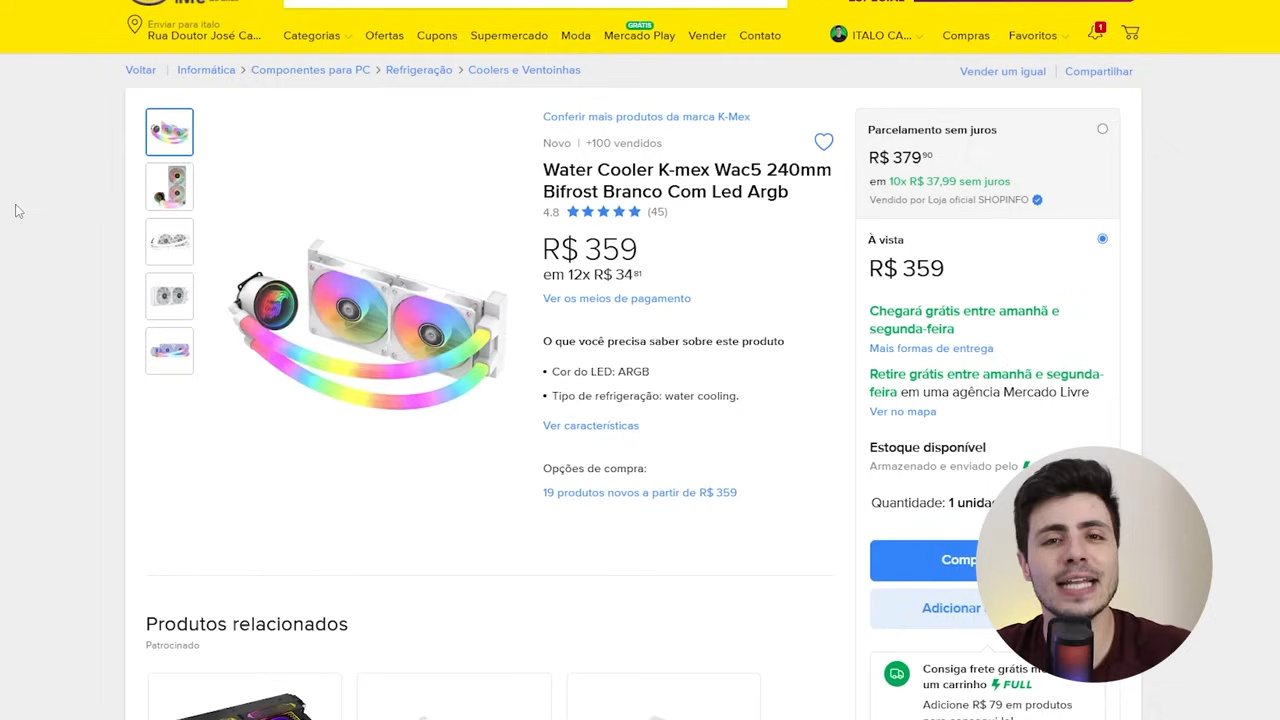 Enviar para italo
Rua Doutor José Ca...
Categorias
Ofertas
Cupons
Supermercado
Moda
GRÁTIS
Mercado Play
Vender
Contato
ITALO CA...
Compras
Favoritos
1
Voltar
Informática > Componentes para PC > Refrigeração > Coolers e Ventoinhas
Vender um igual
Compartilhar
Conferir mais produtos da marca K-Mex
Novo | +100 vendidos
Water Cooler K-mex Wac5 240mm
Bifrost Branco Com Led Argb
4.8
(45)
R$ 359
em 12x R$ 34 81
Ver os meios de pagamento
O que você precisa saber sobre este produto
• Cor do LED: ARGB
• Tipo de refrigeração: water cooling.
Ver características
Opções de compra:
19 produtos novos a partir de R$ 359
Parcelamento sem juros
R$ 379 90
em 10x R$ 37,99 sem juros
Vendido por Loja oficial SHOPINFO
À vista
R$ 359
Chegará grátis entre amanhã e
segunda-feira
Mais formas de entrega
Retire grátis entre amanhã e segunda-
feira em uma agência Mercado Livre
Ver no mapa
Estoque disponível
Armazenado e enviado pelo
Quantidade: 1 unida
Comp
Adicionar
Consiga frete grátis m
um carrinho FULL
Adicione R$ 79 em produtos
Produtos relacionados
Patrocinado